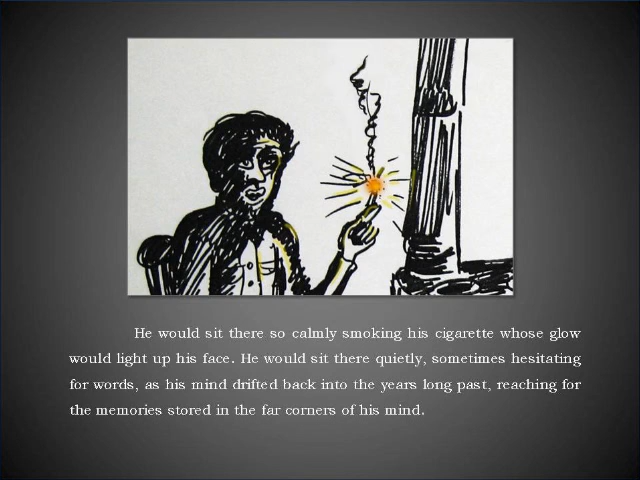 He would sit there so calmly smoking his cigarette whose glow
would light up his face. He would sit there quietly, sometimes hesitating
for words, as his mind drifted back into the years long past, reaching for
the memories stored in the far corners of his mind.